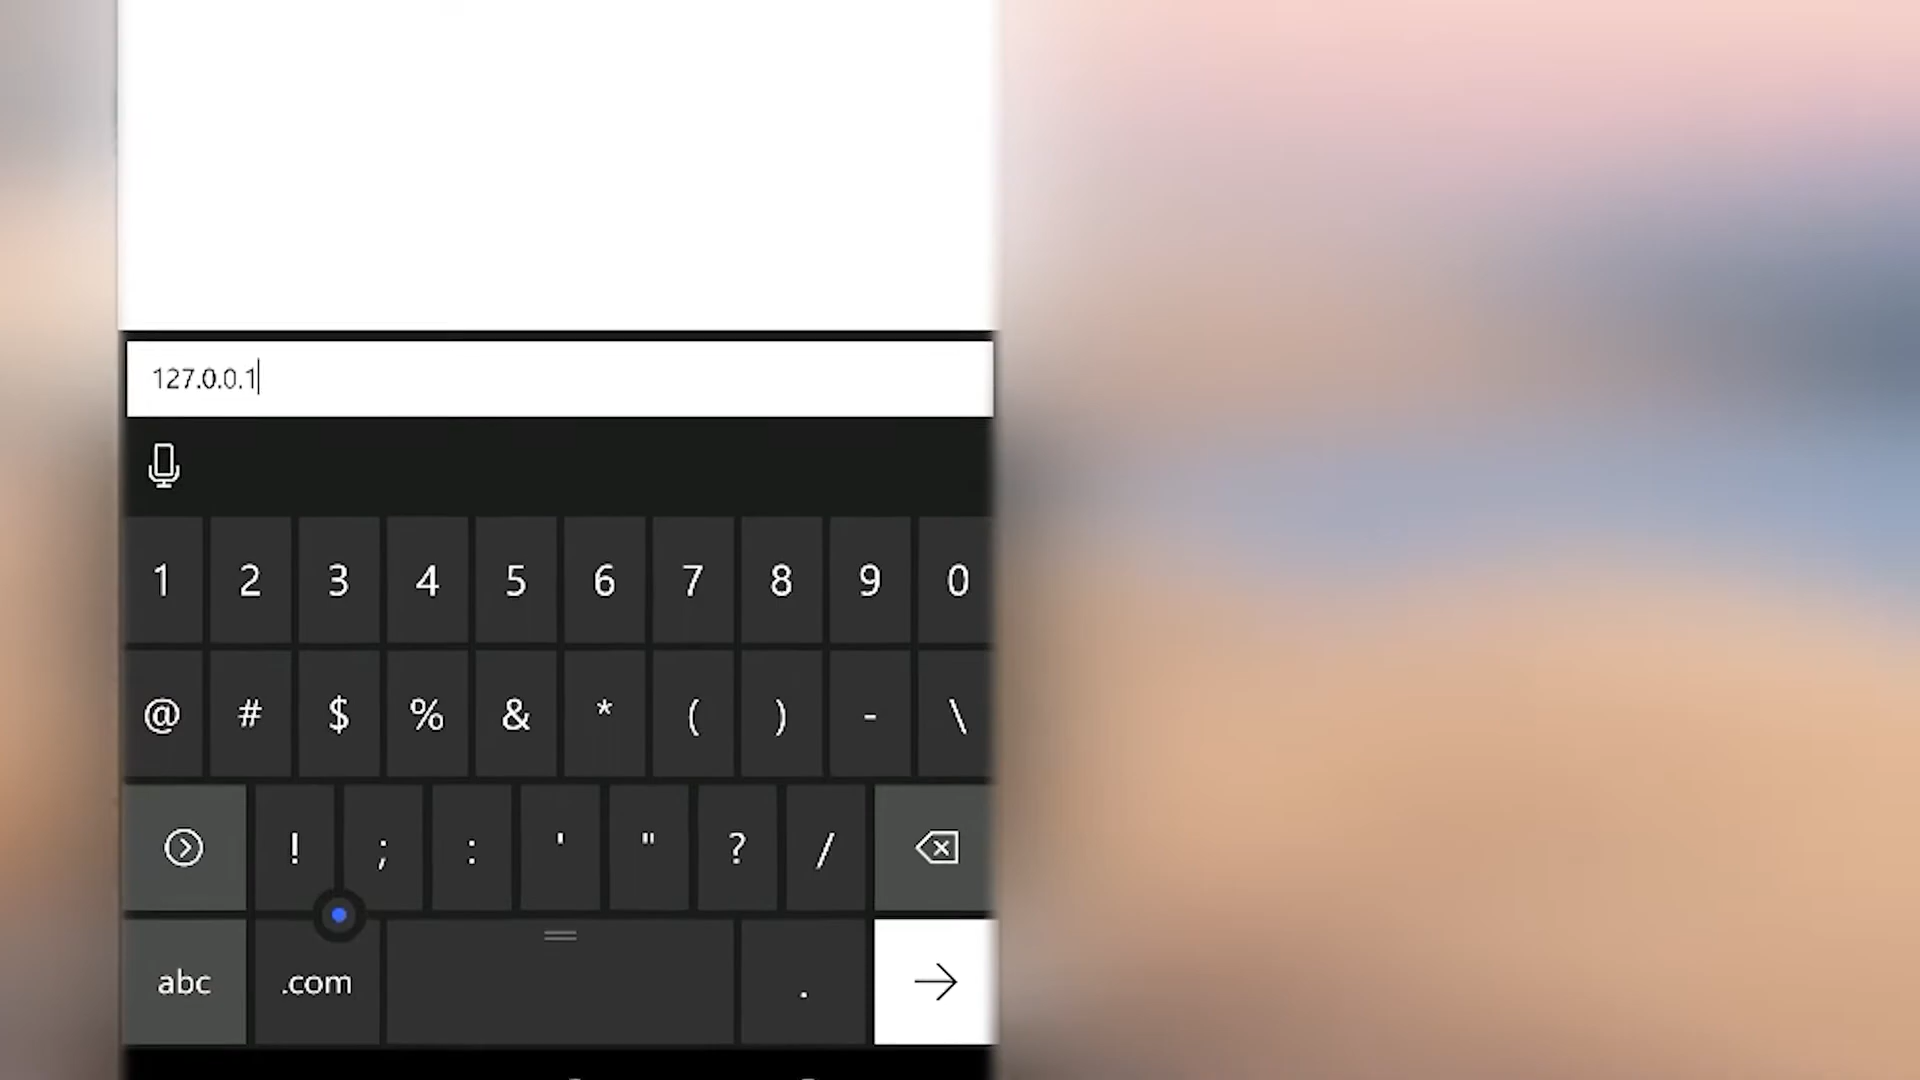 127.0.0.1
1 2 3 4 5 6 7 8 9 0
@ # $ % & * ( ) - \
! ; : ' " ? /
abc .com .